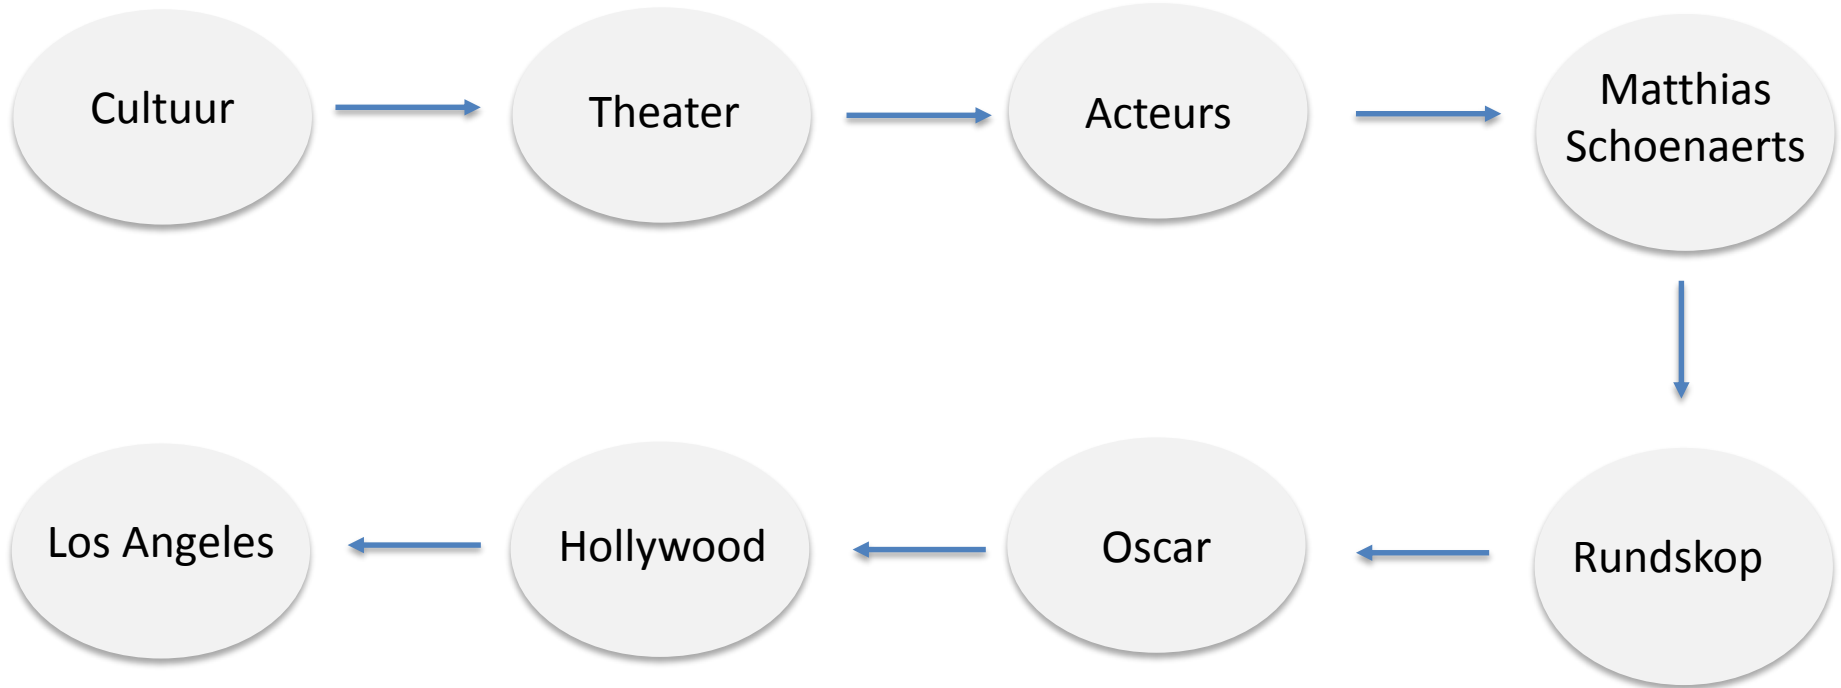 Cultuur
Theater
Acteurs
Matthias
Schoenaerts
Rundskop
Oscar
Hollywood
Los Angeles